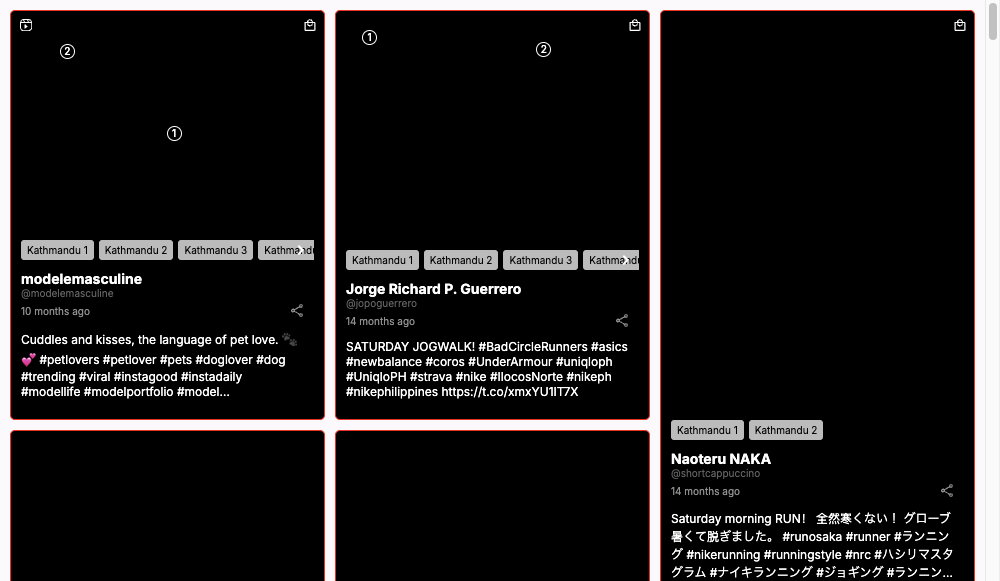 ②
①
Kathmandu 1 Kathmandu 2 Kathmandu 3 Kathmandu
modelemasculine
@modelemasculine
10 months ago
Cuddles and kisses, the language of pet love. 🐾
💕 #petlovers #petlover #pets #doglover #dog
#trending #viral #instagood #instadaily
#modellife #modelportfolio #model...
①
②
Kathmandu 1 Kathmandu 2 Kathmandu 3 Kathmandu
Jorge Richard P. Guerrero
@jopoguerrero
14 months ago
SATURDAY JOGWALK! #BadCircleRunners #asics
#newbalance #coros #UnderArmour #uniqloph
#UniqloPH #strava #nike #IlocosNorte #nikeph
#nikephilippines https://t.co/xmxYU1IT7X
Kathmandu 1 Kathmandu 2
Naoteru NAKA
@shortcappuccino
14 months ago
Saturday morning RUN！ 全然寒くない！ グローブ
暑くて脱ぎました。 #runosaka #runner #ランニン
グ #nikerunning #runningstyle #nrc #ハシリマスタ
グラム #ナイキランニング #ジョギング #ランニン...